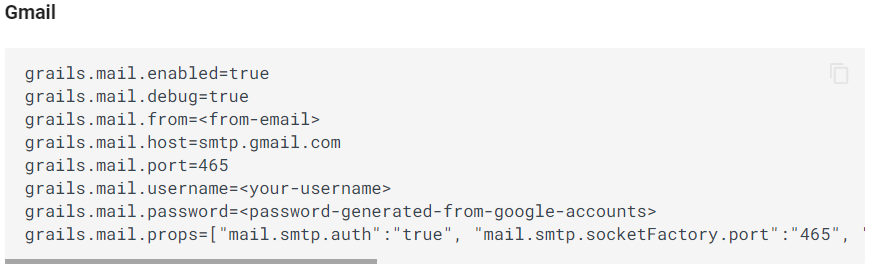 Gmail
grails.mail.enabled=true
grails.mail.debug=true
grails.mail.from=<from-email>
grails.mail.host=smtp.gmail.com
grails.mail.port=465
grails.mail.username=<your-username>
grails.mail.password=<password-generated-from-google-accounts>
grails.mail.props=["mail.smtp.auth":"true", "mail.smtp.socketFactory.port":"465",